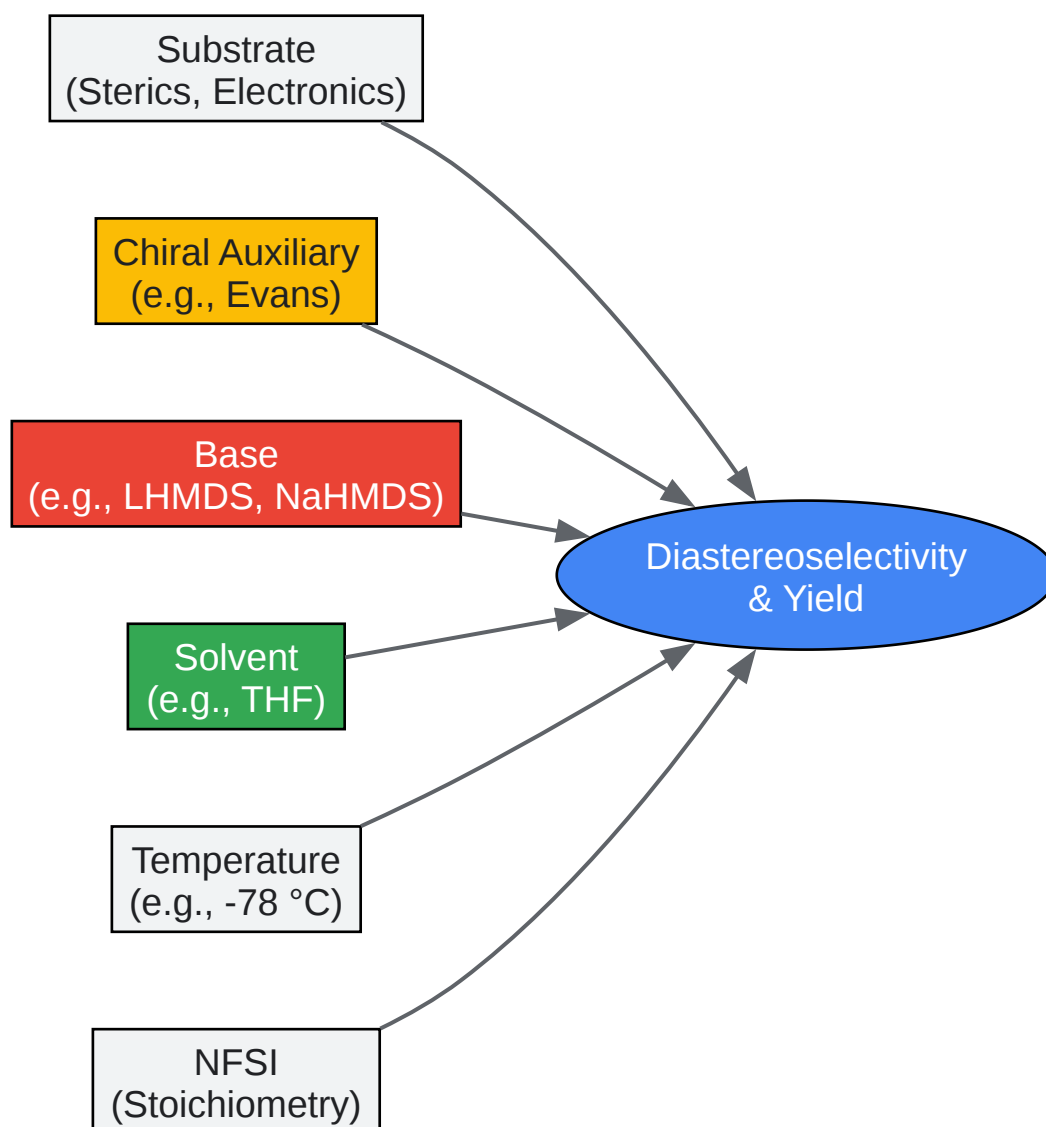 Substrate
(Sterics, Electronics)
Chiral Auxiliary
(e.g., Evans)
Base
(e.g., LHMDS, NaHMDS)
Solvent
(e.g., THF)
Temperature
(e.g., -78 °C)
NFSI
(Stoichiometry)
Diastereoselectivity
& Yield